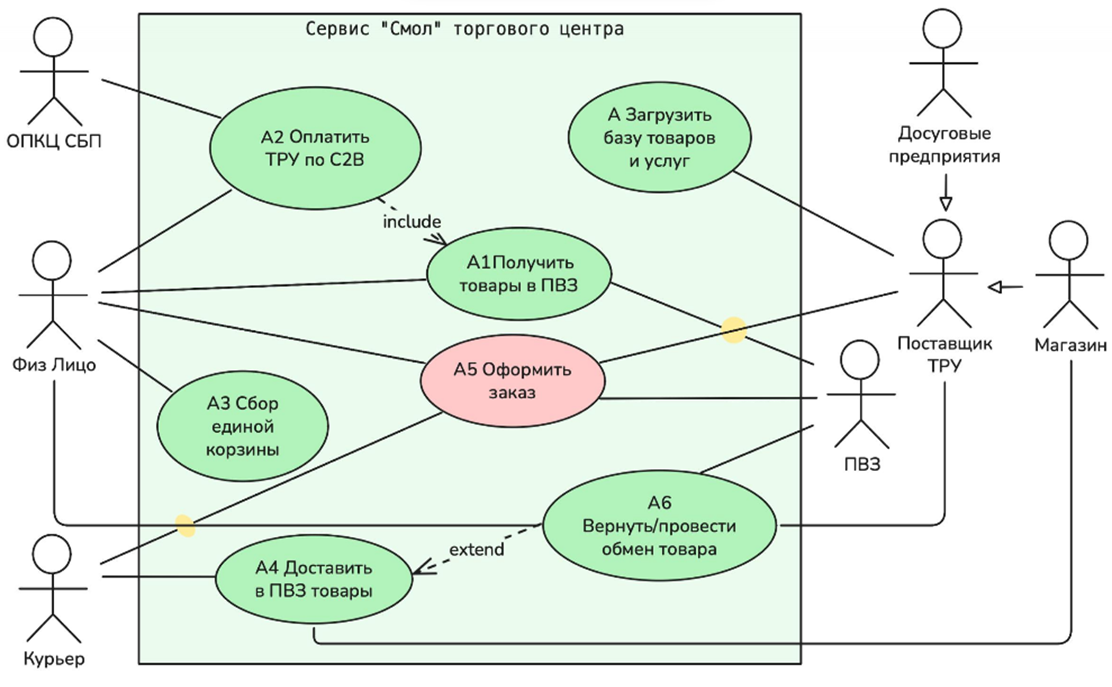 Сервис "Смол" торгового центра
ОПКЦ СБП
А2 Оплатить
ТРУ по С2В
А Загрузить
базу товаров
и услуг
Досуговые
предприятия
include
А1Получить
товары в ПВЗ
Физ Лицо
Поставщик
ТРУ
Магазин
А5 Оформить
заказ
А3 Сбор
единой
корзины
ПВЗ
А6
Вернуть/провести
обмен товара
extend
А4 Доставить
в ПВЗ товары
Курьер